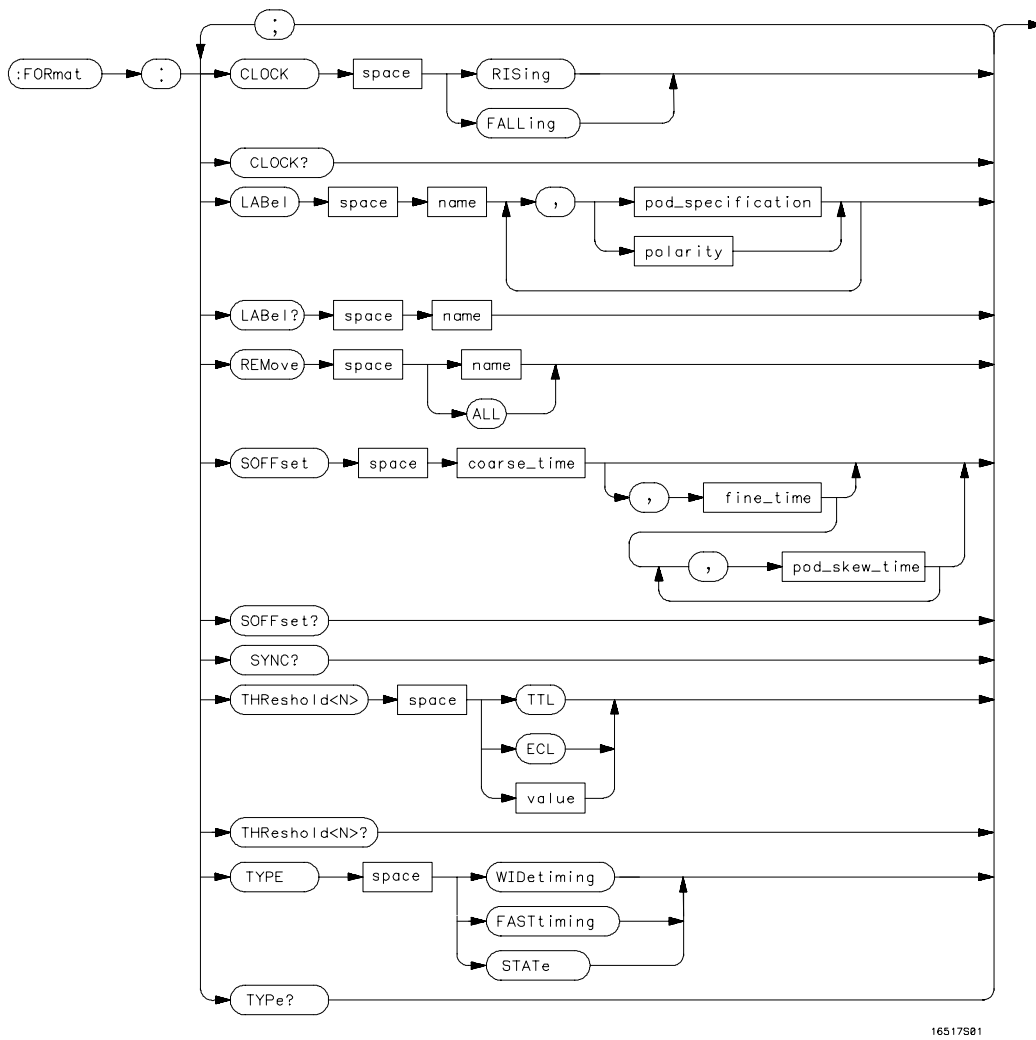 ;
:FORmat : CLOCK space RISing
FALLing
CLOCK?
LABel space name , pod_specification
polarity
LABel? space name
REMove space name
ALL
SOFFset space coarse_time
, fine_time
, pod_skew_time
SOFFset?
SYNC?
THReshold<N> space TTL
ECL
value
THReshold<N>?
TYPE space WIDetiming
FASTtiming
STATe
TYPe?
16517S01